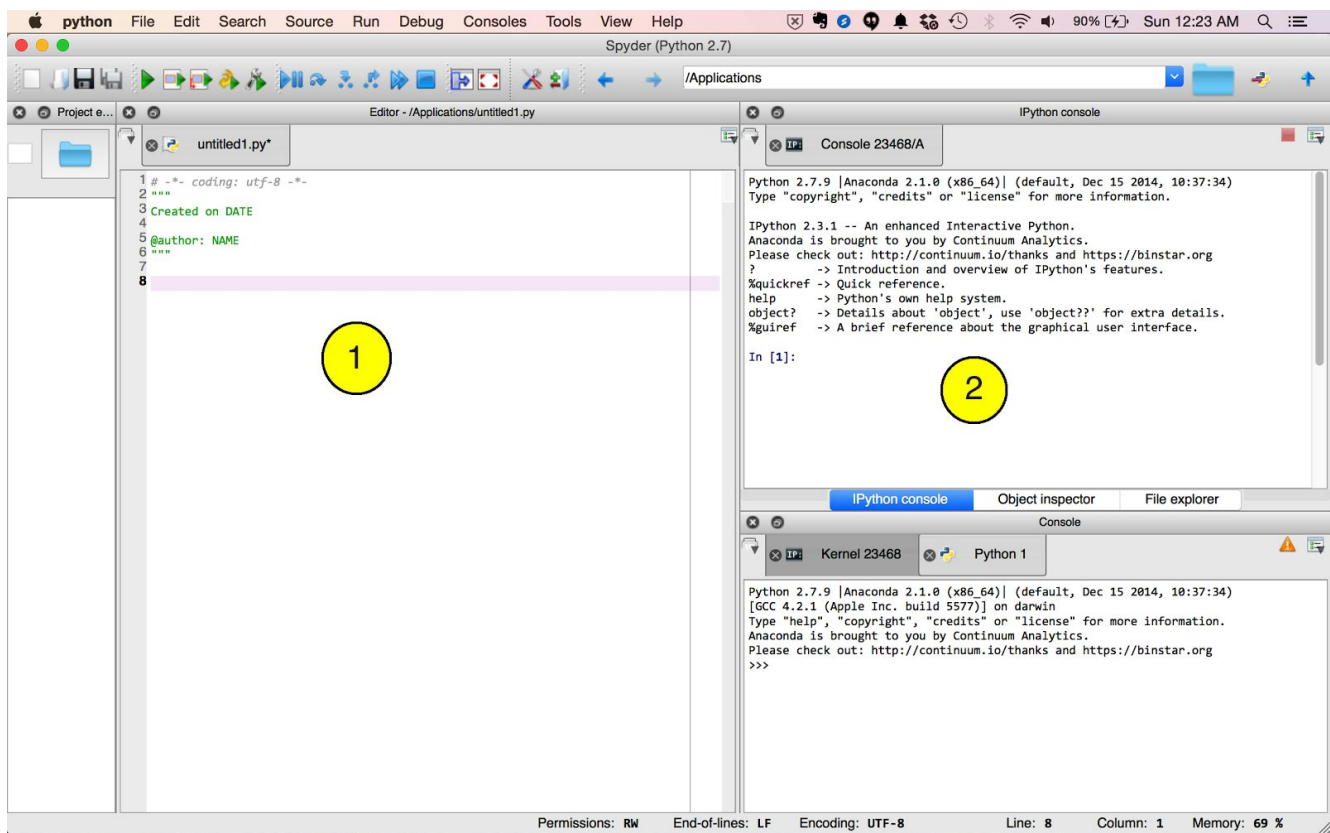 python File Edit Search Source Run Debug Consoles Tools View Help 90% Sun 12:23 AM
Spyder (Python 2.7)
/Applications
Project e...
Editor - /Applications/untitled1.py
untitled1.py*
1 # -*- coding: utf-8 -*-
2 """
3 Created on DATE
4
5 @author: NAME
6 """
7
8
1
IPython console
IP: Console 23468/A
Python 2.7.9 |Anaconda 2.1.0 (x86_64)| (default, Dec 15 2014, 10:37:34)
Type "copyright", "credits" or "license" for more information.
IPython 2.3.1 -- An enhanced Interactive Python.
Anaconda is brought to you by Continuum Analytics.
Please check out: http://continuum.io/thanks and https://binstar.org
? -> Introduction and overview of IPython's features.
%quickref -> Quick reference.
help -> Python's own help system.
object? -> Details about 'object', use 'object??' for extra details.
%guiref -> A brief reference about the graphical user interface.
In [1]:
2
IPython console Object inspector File explorer
Console
IP: Kernel 23468 Python 1
Python 2.7.9 |Anaconda 2.1.0 (x86_64)| (default, Dec 15 2014, 10:37:34)
[GCC 4.2.1 (Apple Inc. build 5577)] on darwin
Type "help", "copyright", "credits" or "license" for more information.
Anaconda is brought to you by Continuum Analytics.
Please check out: http://continuum.io/thanks and https://binstar.org
>>>
Permissions: RW End-of-lines: LF Encoding: UTF-8 Line: 8 Column: 1 Memory: 69 %